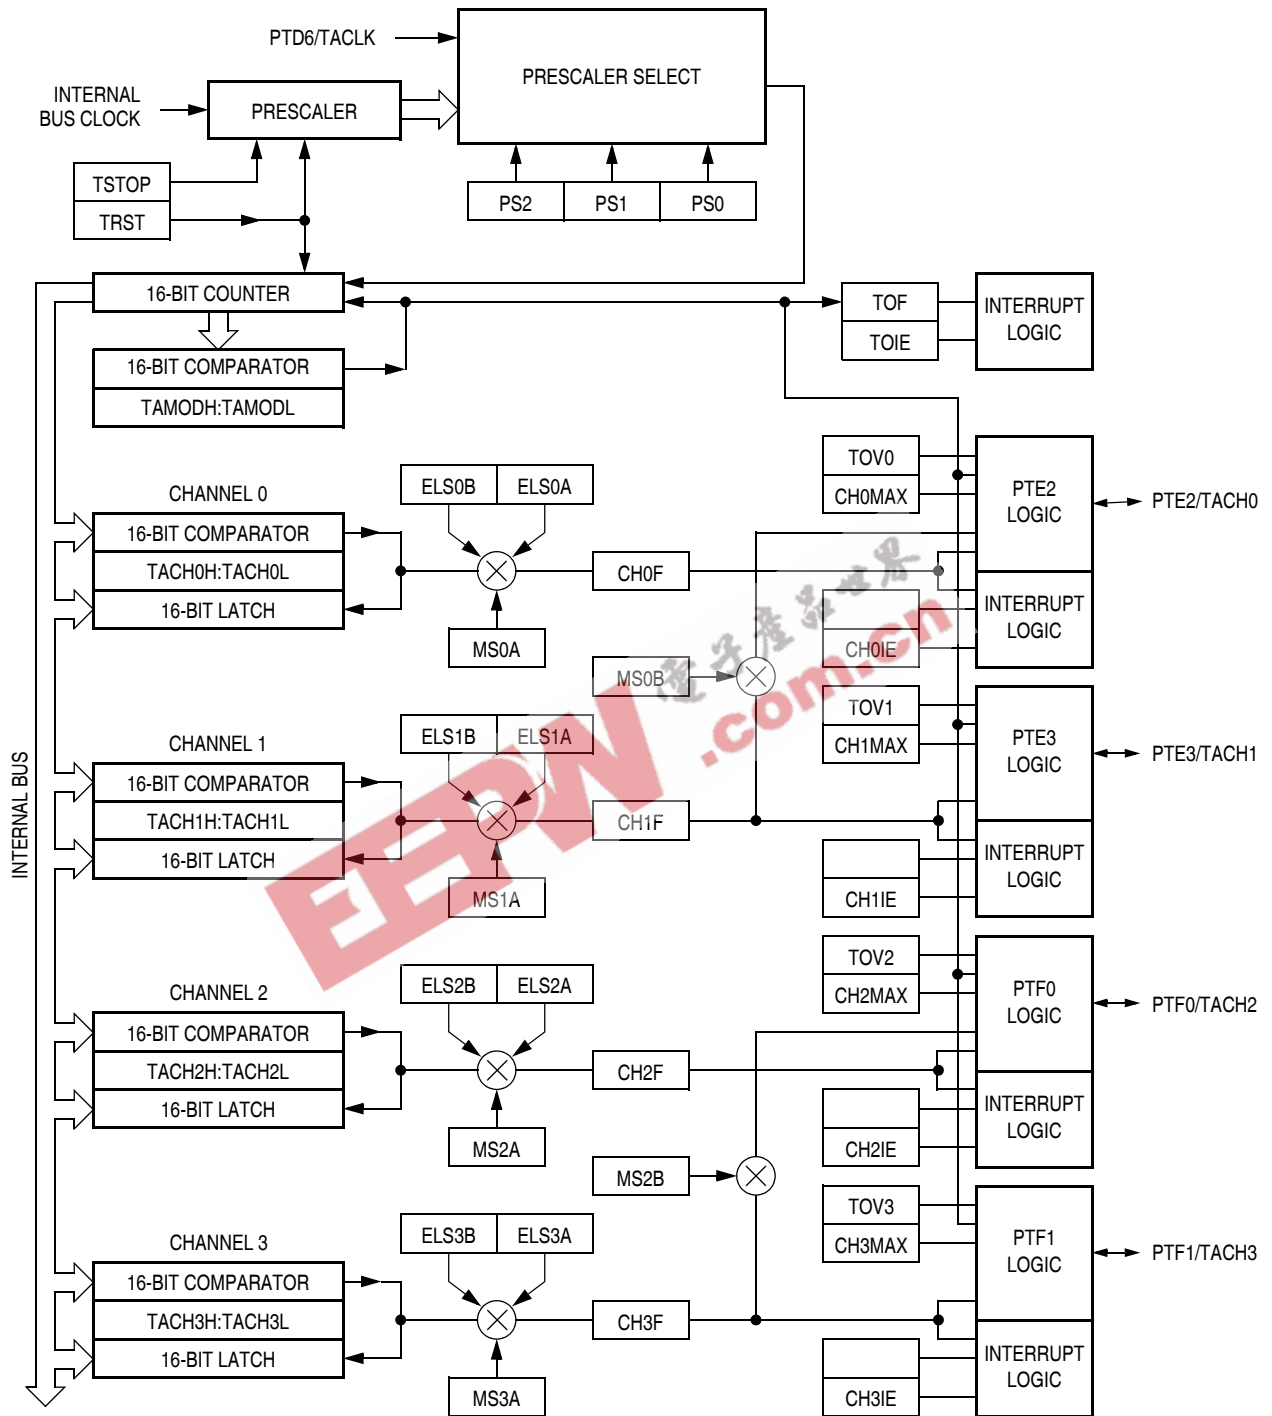 PTD6/TACLK
PRESCALER SELECT
INTERNAL
BUS CLOCK
PRESCALER
TSTOP
TRST
PS2
PS1
PS0
16-BIT COUNTER
TOF
TOIE
INTERRUPT
LOGIC
16-BIT COMPARATOR
TAMODH:TAMODL
CHANNEL 0
16-BIT COMPARATOR
TACH0H:TACH0L
16-BIT LATCH
ELS0B
ELS0A
MS0A
CH0F
TOV0
CH0MAX
PTE2
LOGIC
PTE2/TACH0
INTERRUPT
LOGIC
CH0IE
MS0B
CHANNEL 1
16-BIT COMPARATOR
TACH1H:TACH1L
16-BIT LATCH
ELS1B
ELS1A
MS1A
CH1F
TOV1
CH1MAX
PTE3
LOGIC
PTE3/TACH1
INTERRUPT
LOGIC
CH1IE
INTERNAL BUS
CHANNEL 2
16-BIT COMPARATOR
TACH2H:TACH2L
16-BIT LATCH
ELS2B
ELS2A
MS2A
CH2F
TOV2
CH2MAX
PTF0
LOGIC
PTF0/TACH2
INTERRUPT
LOGIC
CH2IE
MS2B
CHANNEL 3
16-BIT COMPARATOR
TACH3H:TACH3L
16-BIT LATCH
ELS3B
ELS3A
MS3A
CH3F
TOV3
CH3MAX
PTF1
LOGIC
PTF1/TACH3
INTERRUPT
LOGIC
CH3IE
EEPW.com.cn
電子產品世界